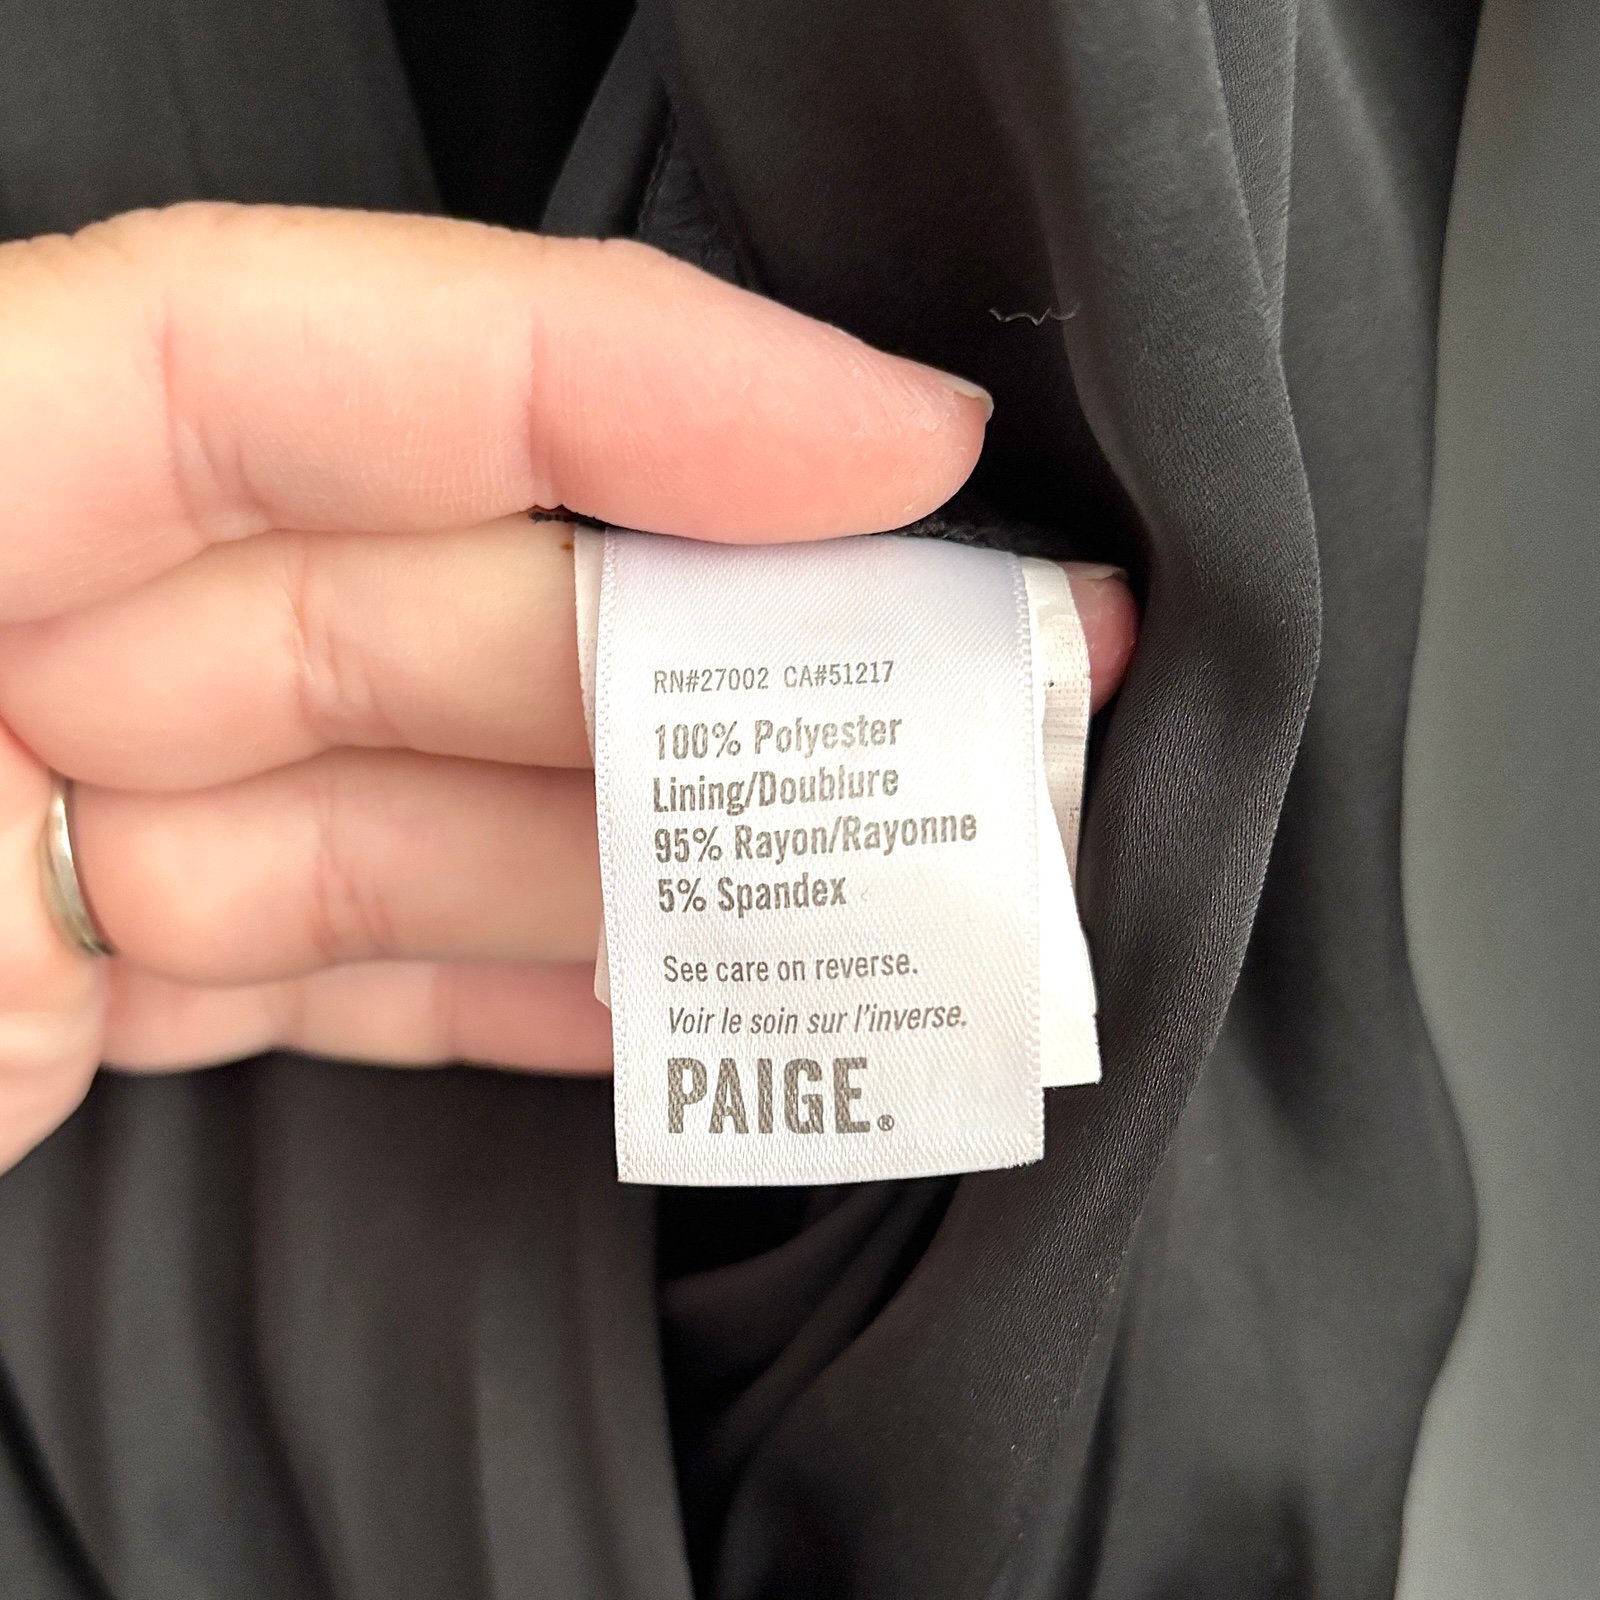 RN#27002 CA#51217
100% Polyester
Lining/Doublure
95% Rayon/Rayonne
5% Spandex
See care on reverse.
Voir le soin sur l'inverse.
PAIGE.®